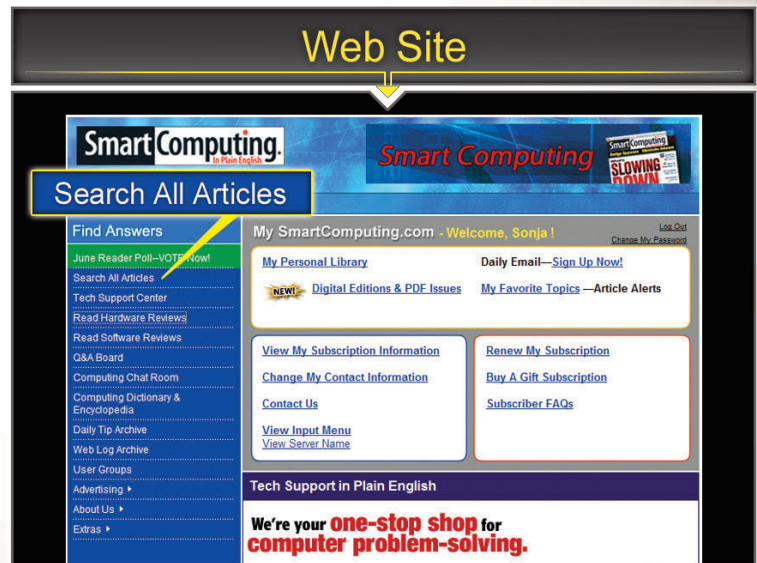 Web Site
Smart Computing.
In Plain English
Smart Computing
Smart Computing
SLOWING
DOWN
Search All Articles
Find Answers
June Reader Poll--VOTE Now!
Search All Articles
Tech Support Center
Read Hardware Reviews
Read Software Reviews
Q&A Board
Computing Chat Room
Computing Dictionary &
Encyclopedia
Daily Tip Archive
Web Log Archive
User Groups
Advertising
About Us
Extras
My SmartComputing.com - Welcome, Sonja !
Log Out
Change My Password
My Personal Library
Daily Email—Sign Up Now!
NEW! Digital Editions & PDF Issues
My Favorite Topics —Article Alerts
View My Subscription Information
Change My Contact Information
Contact Us
View Input Menu
View Server Name
Renew My Subscription
Buy A Gift Subscription
Subscriber FAQs
Tech Support in Plain English
We're your one-stop shop for
computer problem-solving.